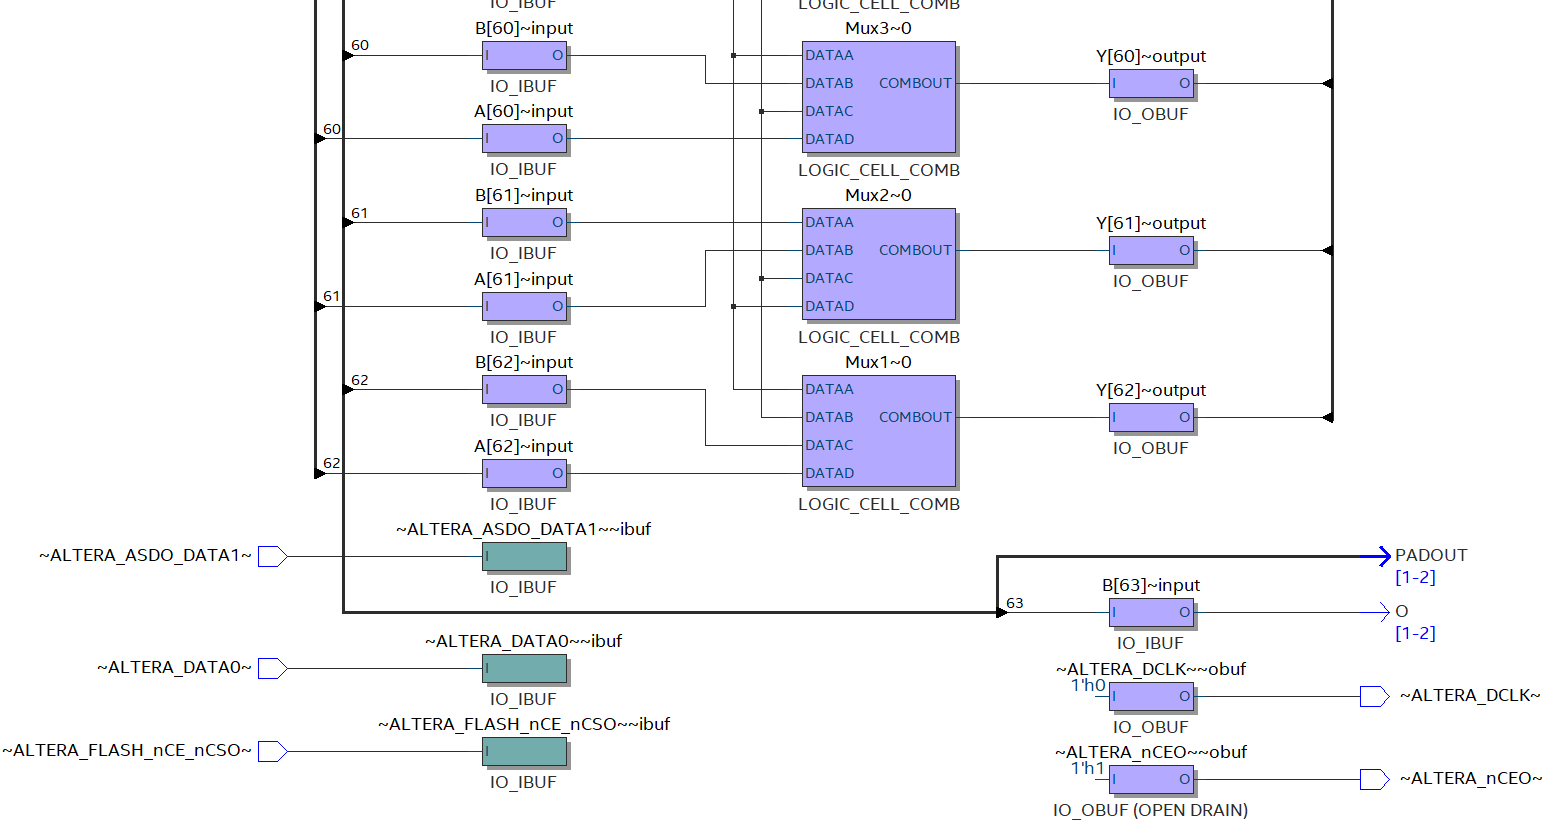 IO_IBUF
LOGIC_CELL_COMB
B[60]~input
Mux3~0
60
I
O
DATAA
Y[60]~output
IO_IBUF
DATAB
COMBOUT
I
O
A[60]~input
DATAC
IO_OBUF
60
I
O
DATAD
IO_IBUF
LOGIC_CELL_COMB
B[61]~input
Mux2~0
61
I
O
DATAA
Y[61]~output
IO_IBUF
DATAB
COMBOUT
I
O
A[61]~input
DATAC
IO_OBUF
61
I
O
DATAD
IO_IBUF
LOGIC_CELL_COMB
B[62]~input
Mux1~0
62
I
O
DATAA
Y[62]~output
IO_IBUF
DATAB
COMBOUT
I
O
A[62]~input
DATAC
IO_OBUF
62
I
O
DATAD
IO_IBUF
LOGIC_CELL_COMB
~ALTERA_ASDO_DATA1~~ibuf
~ALTERA_ASDO_DATA1~
I
PADOUT
IO_IBUF
[1-2]
B[63]~input
63
I
O
O
[1-2]
IO_IBUF
~ALTERA_DATA0~~ibuf
~ALTERA_DATA0~
I
IO_IBUF
~ALTERA_DCLK~~obuf
1'h0
I
O
~ALTERA_DCLK~
IO_OBUF
~ALTERA_FLASH_nCE_nCSO~~ibuf
~ALTERA_FLASH_nCE_nCSO~
I
IO_IBUF
~ALTERA_nCEO~~obuf
1'h1
I
O
~ALTERA_nCEO~
IO_OBUF (OPEN DRAIN)